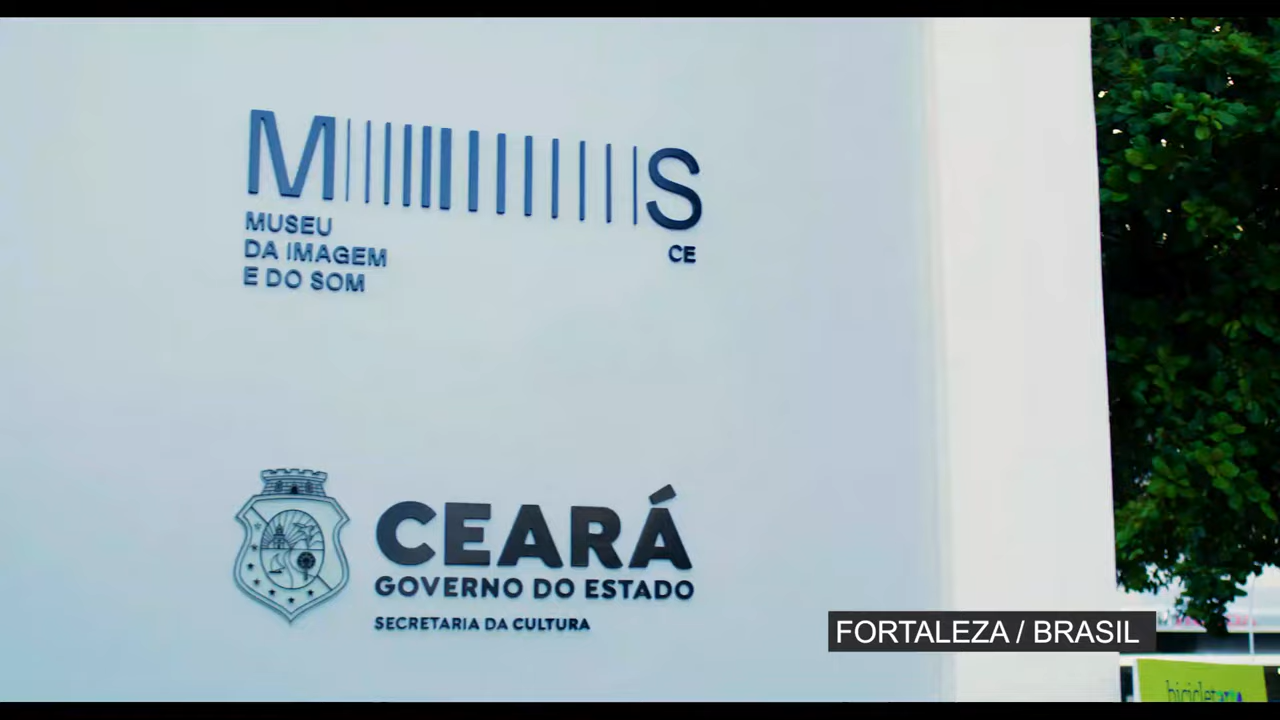 M S
MUSEU
DA IMAGEM
E DO SOM
CE
CEARÁ
GOVERNO DO ESTADO
SECRETARIA DA CULTURA
FORTALEZA / BRASIL